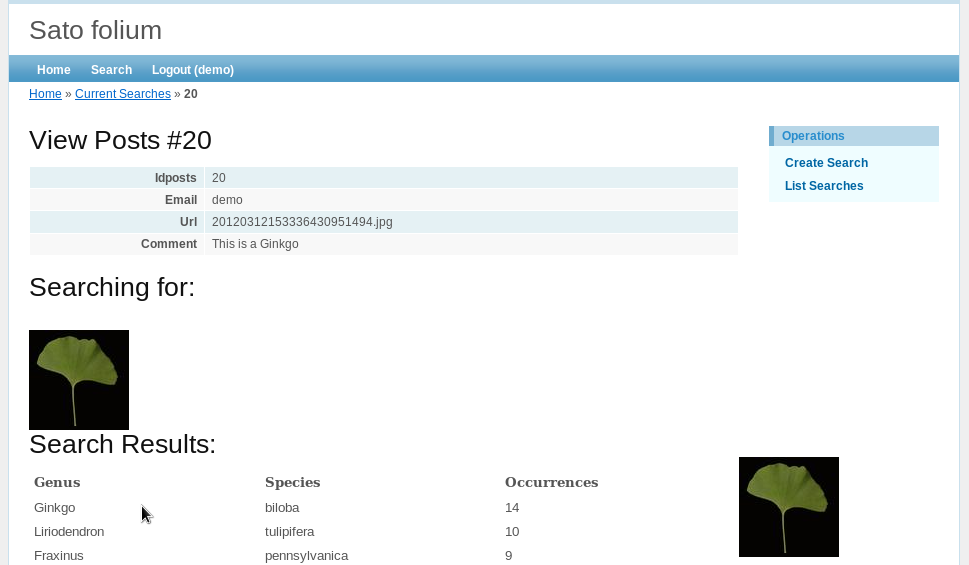 Sato folium
Home Search Logout (demo)
Home » Current Searches » 20
View Posts #20
Idposts 20
Email demo
Url 20120312153336430951494.jpg
Comment This is a Ginkgo
Operations
Create Search
List Searches
Searching for:
Search Results:
Genus Species Occurrences
Ginkgo biloba 14
Liriodendron tulipifera 10
Fraxinus pennsylvanica 9